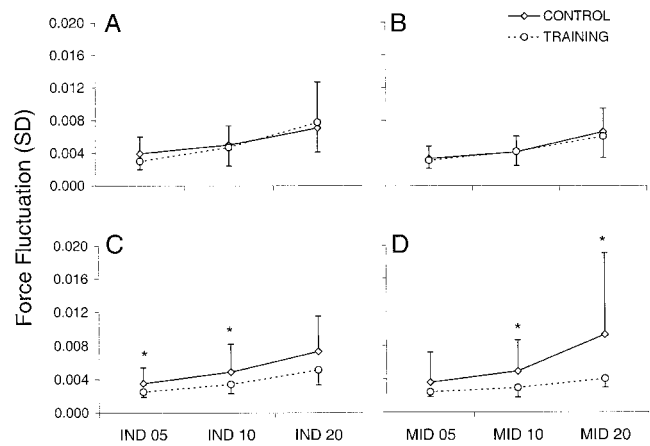 CONTROL
TRAINING
A
B
0.020
0.016
0.012
0.008
0.004
0.000
C
D
0.020
0.016
0.012
0.008
0.004
0.000
Force Fluctuation (SD)
* * * *
IND 05 IND 10 IND 20 MID 05 MID 10 MID 20